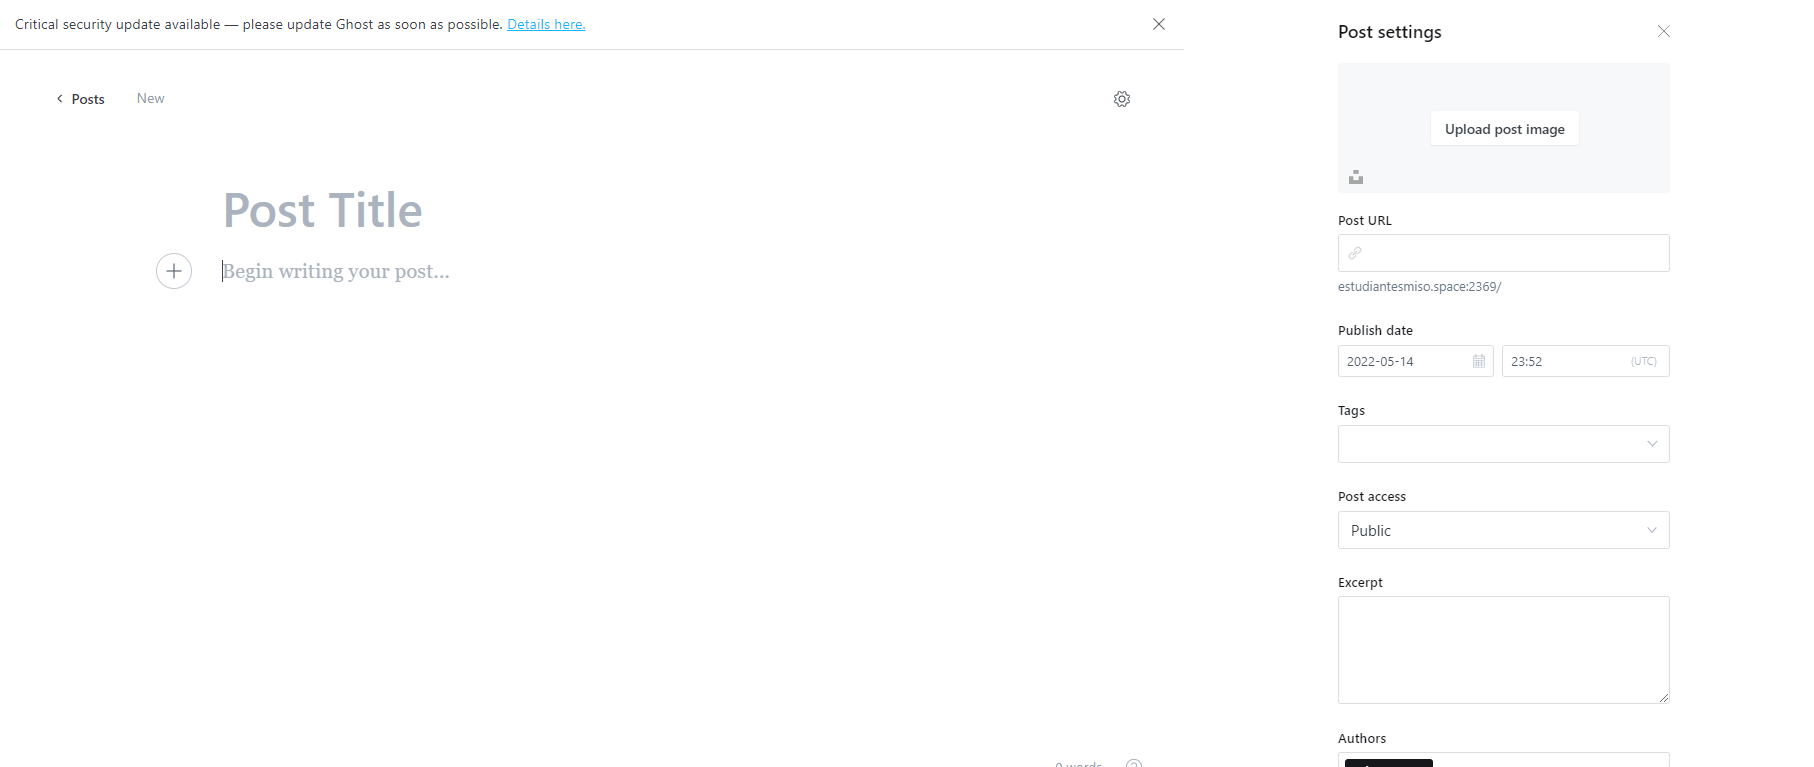 Critical security update available — please update Ghost as soon as possible. Details here.
Posts
New
Post Title
Begin writing your post...
0 words
Post settings
Upload post image
Post URL
estudiantesmiso.space:2369/
Publish date
2022-05-14
23:52
(UTC)
Tags
Post access
Public
Excerpt
Authors